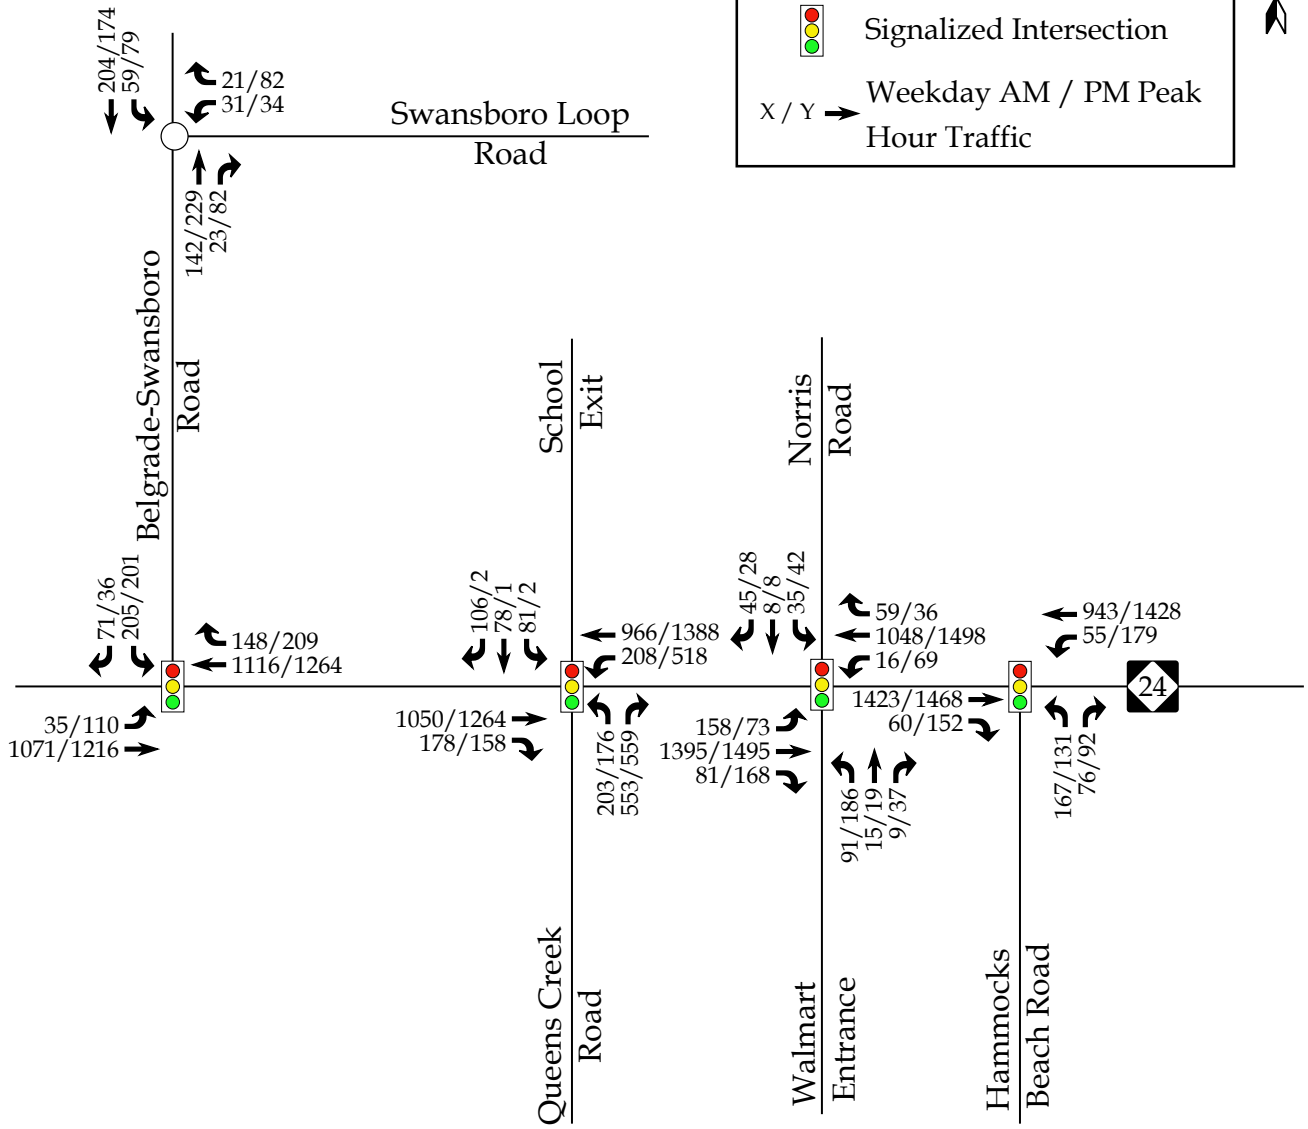 Signalized Intersection
X / Y
Weekday AM / PM Peak
Hour Traffic
204/174
59/79
21/82
31/34
Swansboro Loop
Road
142/229
23/82
Belgrade-Swansboro
Road
School
Exit
Norris
Road
71/36
205/201
148/209
1116/1264
35/110
1071/1216
106/2
78/1
81/2
966/1388
208/518
1050/1264
178/158
203/176
553/559
45/28
8/8
35/42
59/36
1048/1498
16/69
158/73
1395/1495
81/168
91/186
15/19
9/37
943/1428
55/179
1423/1468
60/152
167/131
76/92
24
Queens Creek
Road
Walmart
Entrance
Hammocks
Beach Road